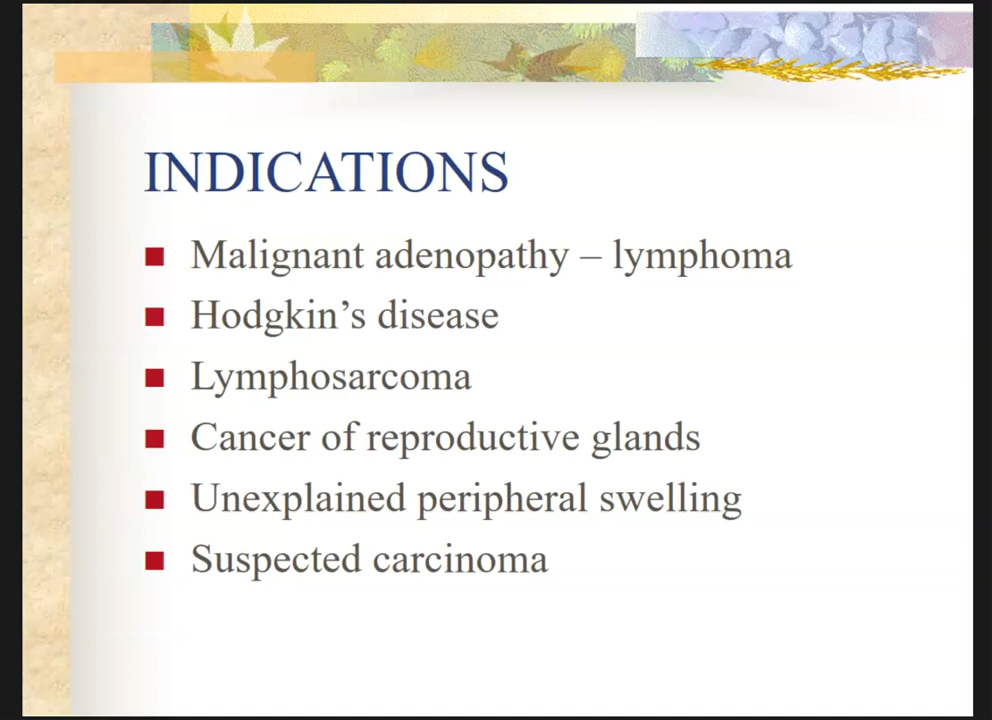 INDICATIONS
Malignant adenopathy – lymphoma
Hodgkin’s disease
Lymphosarcoma
Cancer of reproductive glands
Unexplained peripheral swelling
Suspected carcinoma